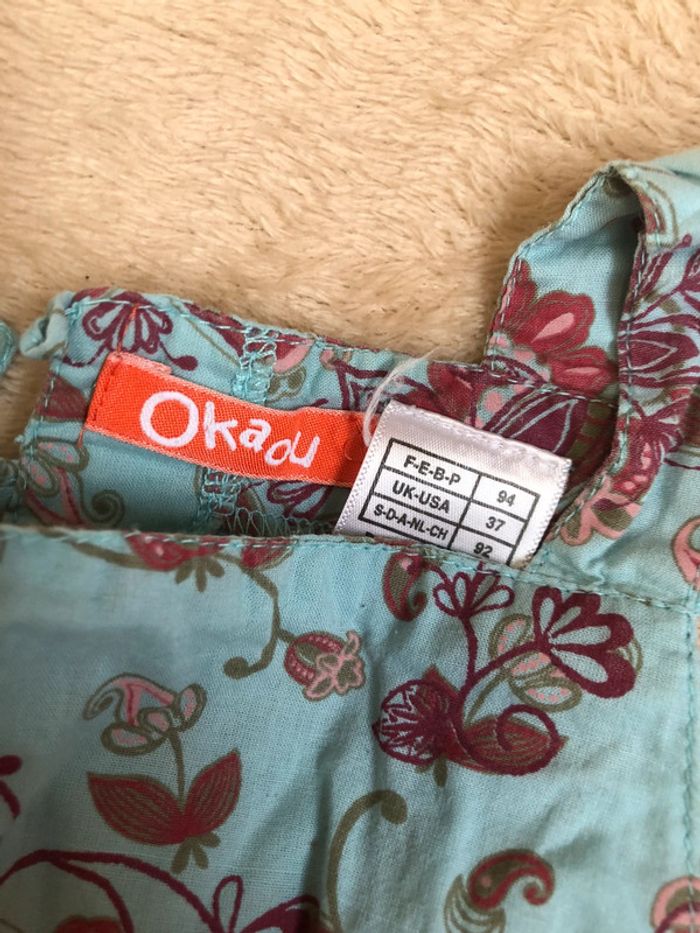 Okaou
F-E-B-P 94
UK-USA 37
S-D-A-NL-CH 92